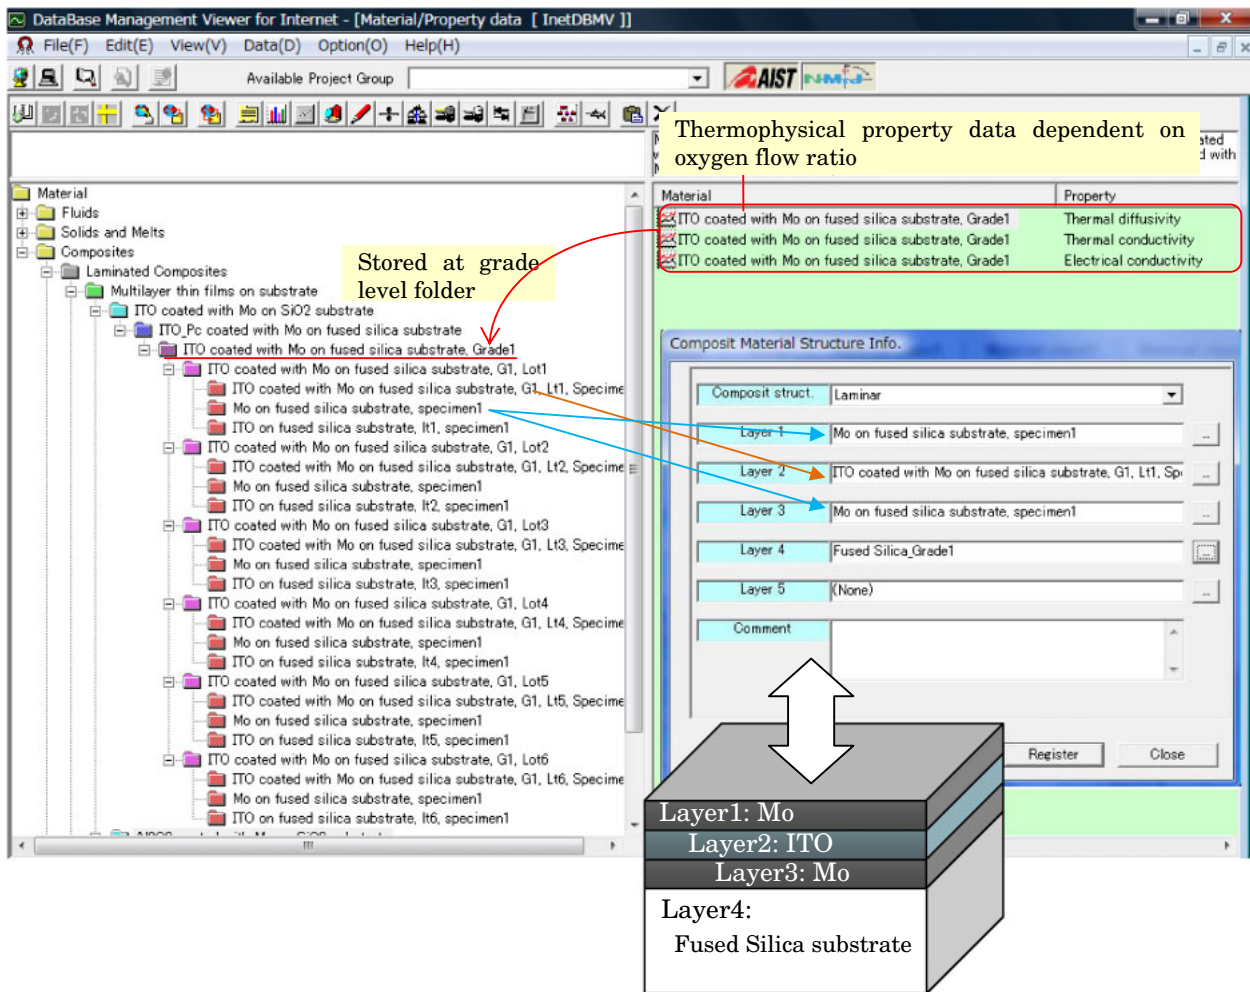 DataBase Management Viewer for Internet - [Material/Property data [ InetDBMV ]]
File(F) Edit(E) View(V) Data(D) Option(O) Help(H)
Available Project Group
AIST NMIJ
Thermophysical property data dependent on
oxygen flow ratio
Material
Fluids
Solids and Melts
Composites
Laminated Composites
Multilayer thin films on substrate
ITO coated with Mo on SiO2 substrate
ITO_Pc coated with Mo on fused silica substrate
ITO coated with Mo on fused silica substrate, Grade1
ITO coated with Mo on fused silica substrate, G1, Lot1
ITO coated with Mo on fused silica substrate, G1, Lt1, Specime
Mo on fused silica substrate, specimen1
ITO on fused silica substrate, lt1, specimen1
ITO coated with Mo on fused silica substrate, G1, Lot2
ITO coated with Mo on fused silica substrate, G1, Lt2, Specime
Mo on fused silica substrate, specimen1
ITO on fused silica substrate, lt2, specimen1
ITO coated with Mo on fused silica substrate, G1, Lot3
ITO coated with Mo on fused silica substrate, G1, Lt3, Specime
Mo on fused silica substrate, specimen1
ITO on fused silica substrate, lt3, specimen1
ITO coated with Mo on fused silica substrate, G1, Lot4
ITO coated with Mo on fused silica substrate, G1, Lt4, Specime
Mo on fused silica substrate, specimen1
ITO on fused silica substrate, lt4, specimen1
ITO coated with Mo on fused silica substrate, G1, Lot5
ITO coated with Mo on fused silica substrate, G1, Lt5, Specime
Mo on fused silica substrate, specimen1
ITO on fused silica substrate, lt5, specimen1
ITO coated with Mo on fused silica substrate, G1, Lot6
ITO coated with Mo on fused silica substrate, G1, Lt6, Specime
Mo on fused silica substrate, specimen1
ITO on fused silica substrate, lt6, specimen1
Stored at grade
level folder
Material Property
ITO coated with Mo on fused silica substrate, Grade1 Thermal diffusivity
ITO coated with Mo on fused silica substrate, Grade1 Thermal conductivity
ITO coated with Mo on fused silica substrate, Grade1 Electrical conductivity
Composit Material Structure Info.
Composit struct. Laminar
Layer 1 Mo on fused silica substrate, specimen1
Layer 2 ITO coated with Mo on fused silica substrate, G1, Lt1, Sp
Layer 3 Mo on fused silica substrate, specimen1
Layer 4 Fused Silica_Grade1
Layer 5 (None)
Comment
Register Close
Layer1: Mo
Layer2: ITO
Layer3: Mo
Layer4:
Fused Silica substrate